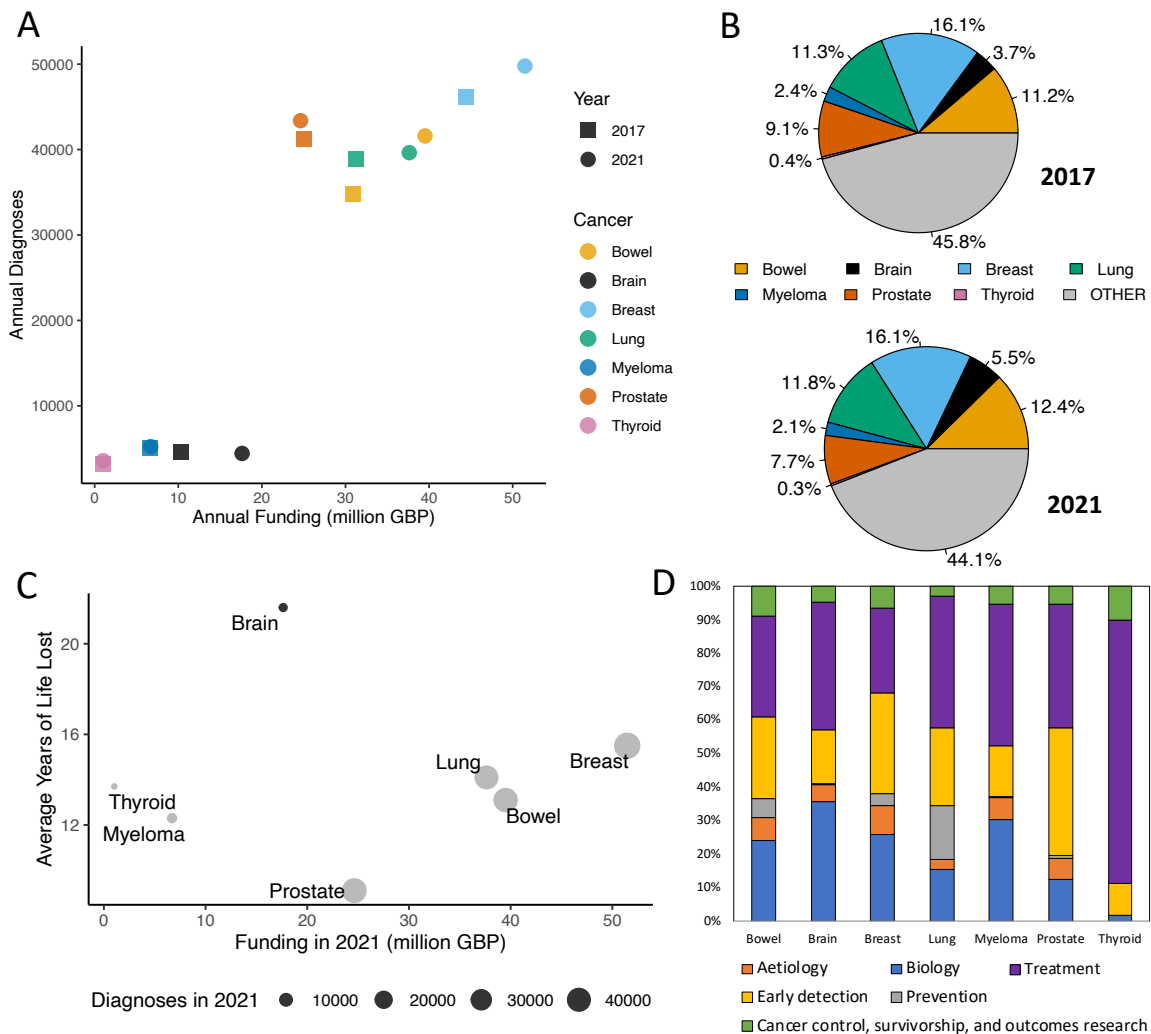 A
50000
40000
30000
20000
10000
Annual Diagnoses
0 10 20 30 40 50
Annual Funding (million GBP)
Year
2017
2021
Cancer
Bowel
Brain
Breast
Lung
Myeloma
Prostate
Thyroid
B
16.1%
3.7%
11.3%
11.2%
2.4%
9.1%
0.4%
45.8%
2017
Bowel Brain Breast Lung
Myeloma Prostate Thyroid OTHER
16.1%
5.5%
11.8%
12.4%
2.1%
7.7%
0.3%
44.1%
2021
C
20
16
12
Average Years of Life Lost
Brain
Lung
Breast
Thyroid
Bowel
Myeloma
Prostate
0 10 20 30 40 50
Funding in 2021 (million GBP)
Diagnoses in 2021 10000 20000 30000 40000
D
100%
90%
80%
70%
60%
50%
40%
30%
20%
10%
0%
Bowel Brain Breast Lung Myeloma Prostate Thyroid
Aetiology Biology Treatment
Early detection Prevention
Cancer control, survivorship, and outcomes research